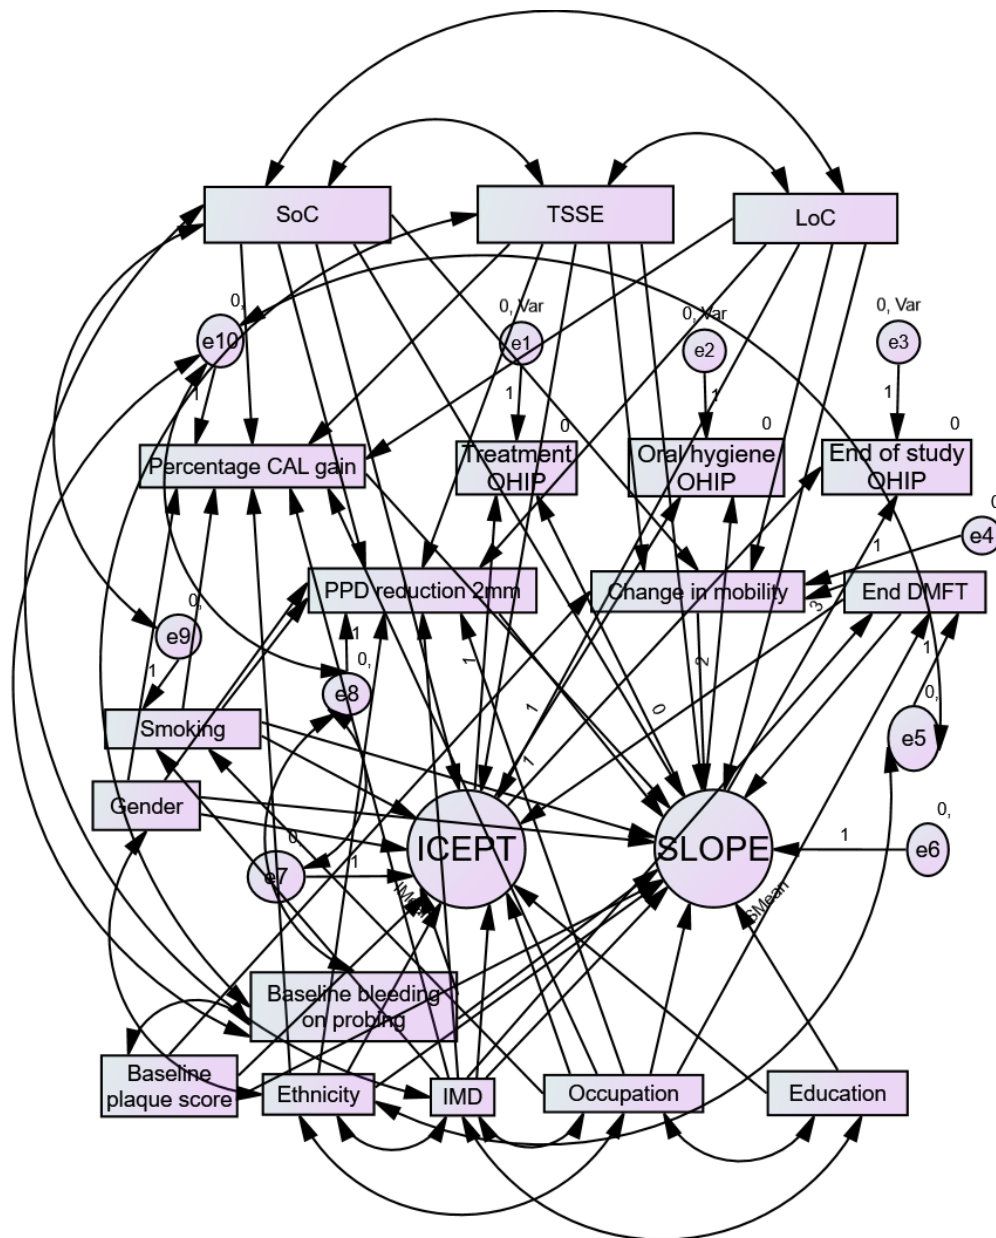 SoC
TSSE
LoC
0,
0, Var
0, Var
0, Var
e10
e1
e2
e3
1
1
1
1
0
0
0
Percentage CAL gain
Treatment
OHIP
Oral hygiene
OHIP
End of study
OHIP
0
e4
1
PPD reduction 2mm
Change in mobility
End DMFT
3
0,
e9
1
1
0,
e8
1
2
1
0,
e5
Smoking
1
0
Gender
1
0,
ICEPT
SLOPE
1
e6
0
e7
1
SMean
Baseline bleeding
on probing
Baseline
plaque score
Ethnicity
IMD
Occupation
Education